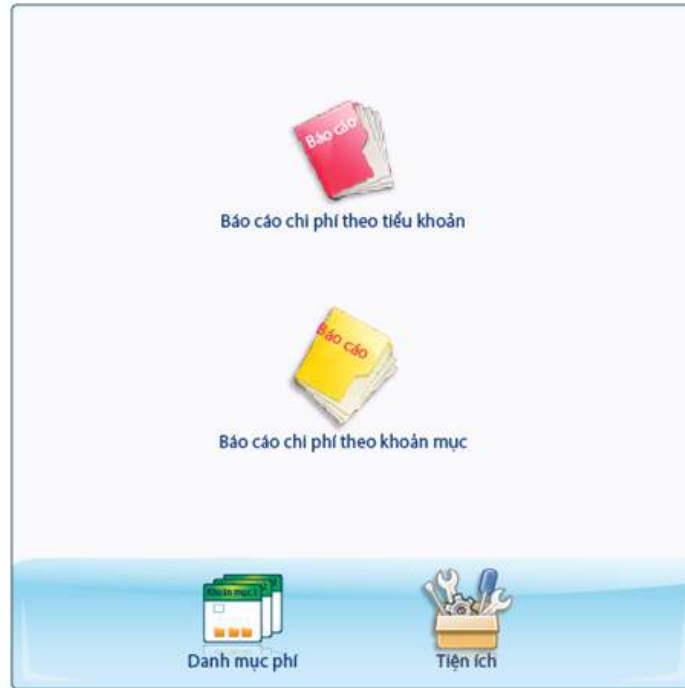 Báo cáo
Báo cáo chi phí theo tiểu khoản
Báo cáo
Báo cáo chi phí theo khoản mục
Khoản mục 1
Danh mục phí
Tiện ích